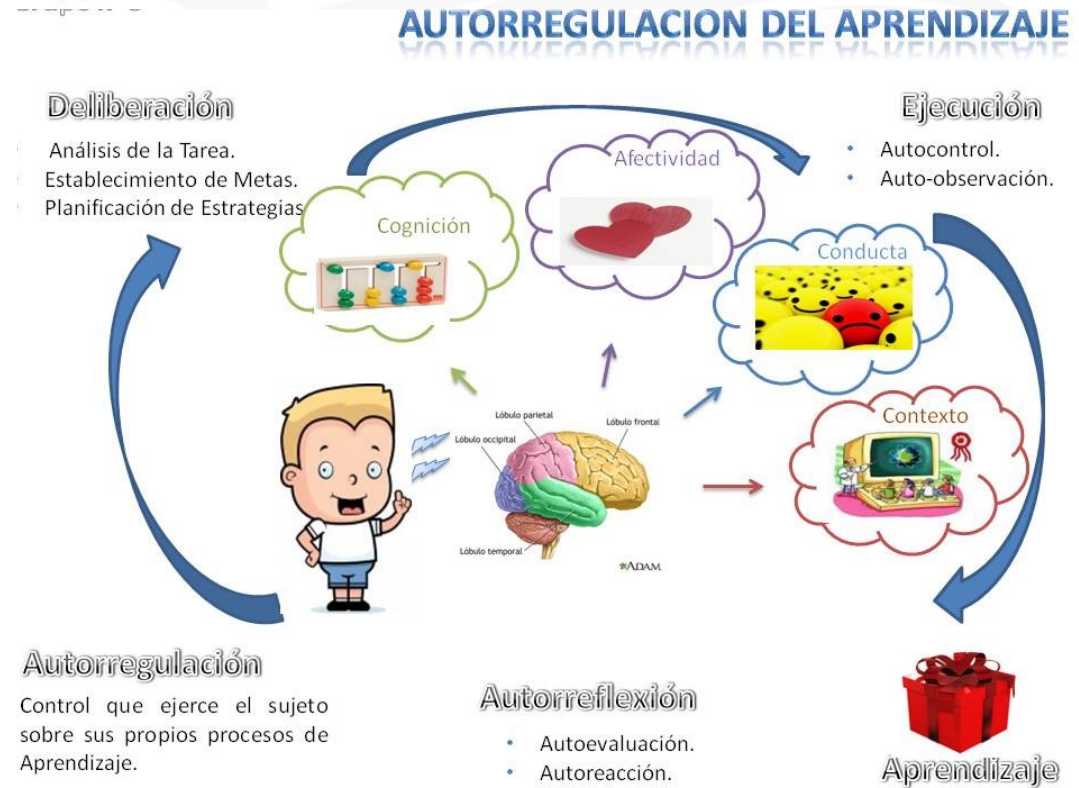 AUTORREGULACION DEL APRENDIZAJE
Deliberación
Análisis de la Tarea.
Establecimiento de Metas.
Planificación de Estrategias
Ejecución
• Autocontrol.
• Auto-observación.
Cognición
Afectividad
Conducta
Contexto
Lóbulo parietal
Lóbulo frontal
Lóbulo occipital
Lóbulo temporal
ADAM
Autorregulación
Control que ejerce el sujeto
sobre sus propios procesos de
Aprendizaje.
Autorreflexión
• Autoevaluación.
• Autoreacción.
Aprendizaje